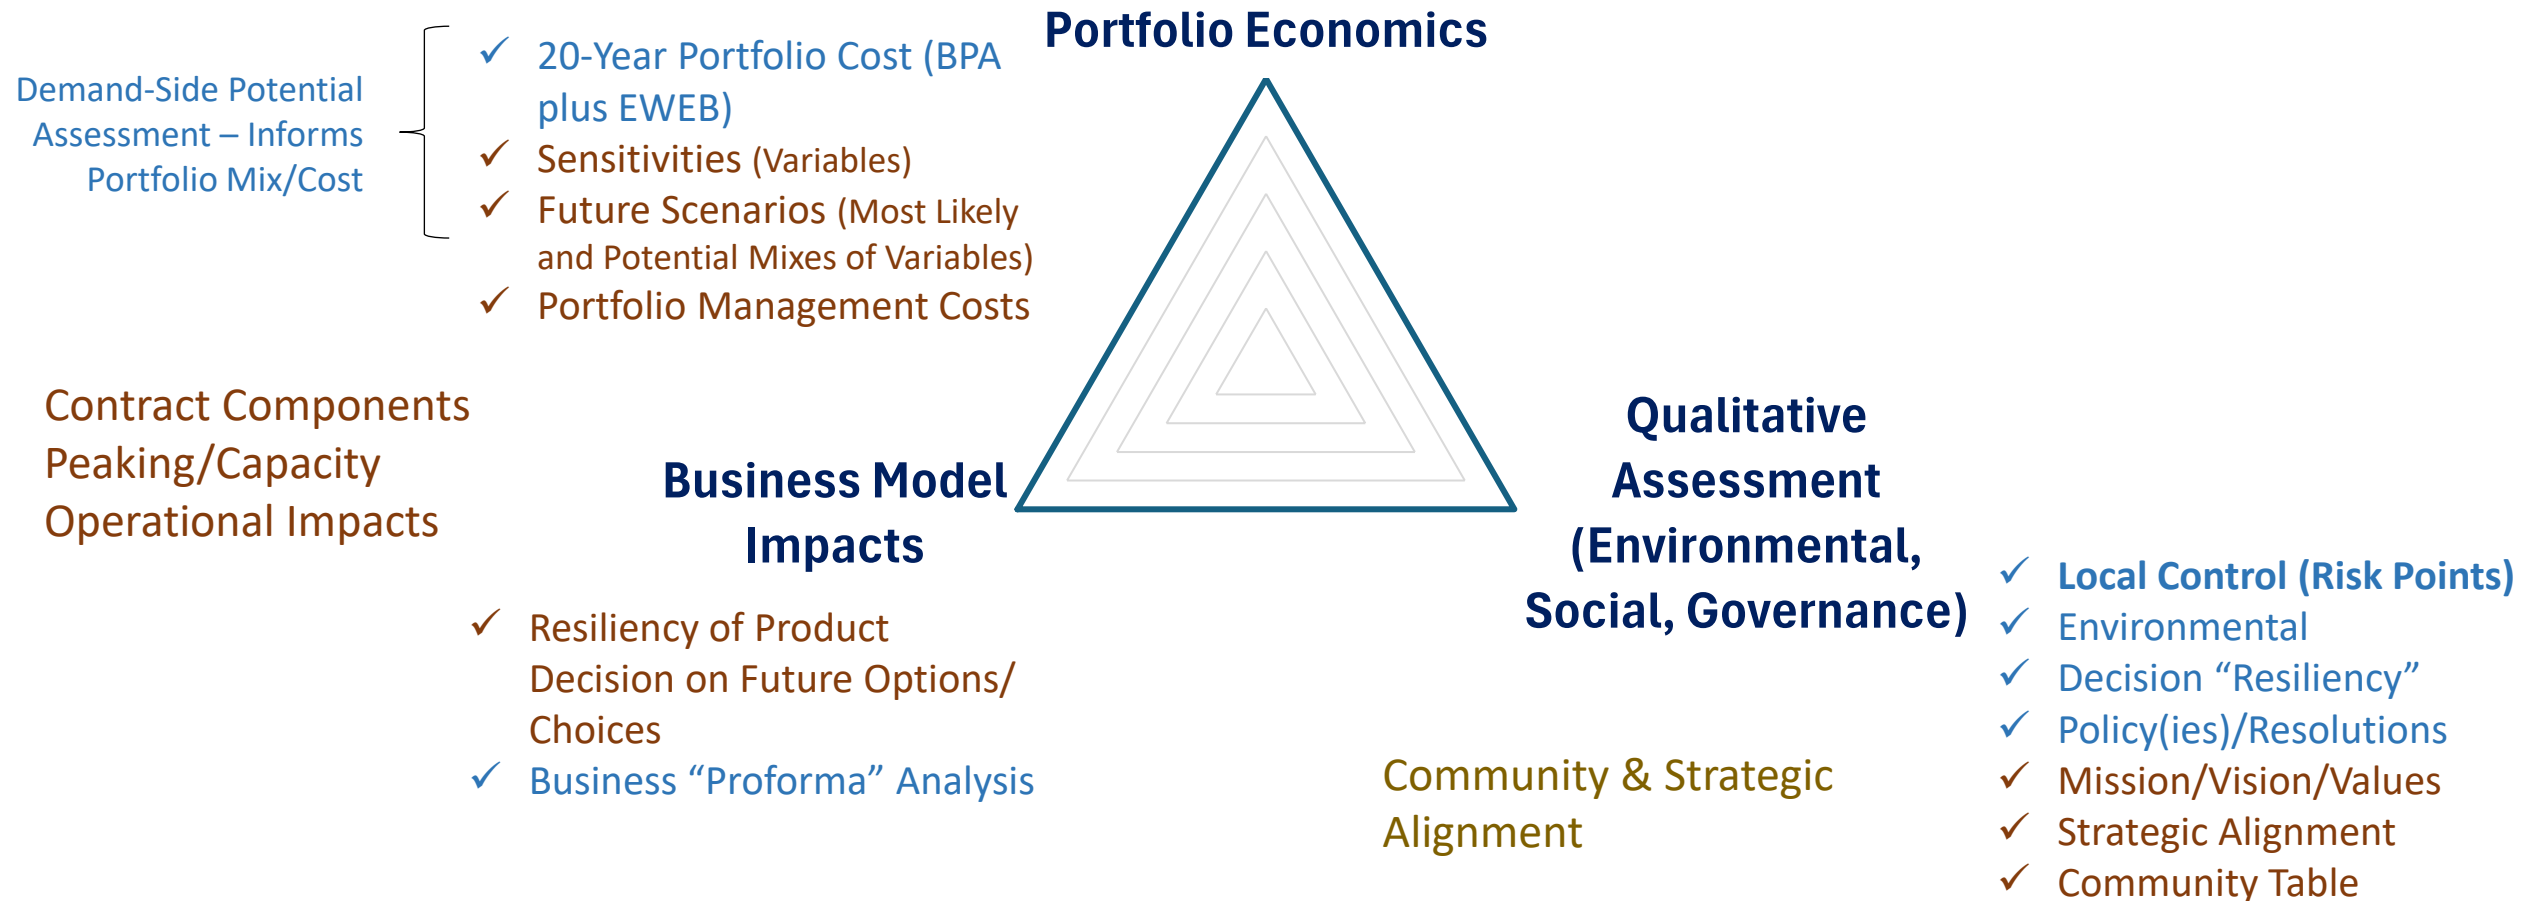 Portfolio Economics
Demand-Side Potential
Assessment – Informs
Portfolio Mix/Cost
✓ 20-Year Portfolio Cost (BPA
plus EWEB)
✓ Sensitivities (Variables)
✓ Future Scenarios (Most Likely
and Potential Mixes of Variables)
✓ Portfolio Management Costs
Contract Components
Peaking/Capacity
Operational Impacts
Business Model
Impacts
✓ Resiliency of Product
Decision on Future Options/
Choices
✓ Business “Proforma” Analysis
Qualitative
Assessment
(Environmental,
Social, Governance)
Community & Strategic
Alignment
✓ Local Control (Risk Points)
✓ Environmental
✓ Decision “Resiliency”
✓ Policy(ies)/Resolutions
✓ Mission/Vision/Values
✓ Strategic Alignment
✓ Community Table